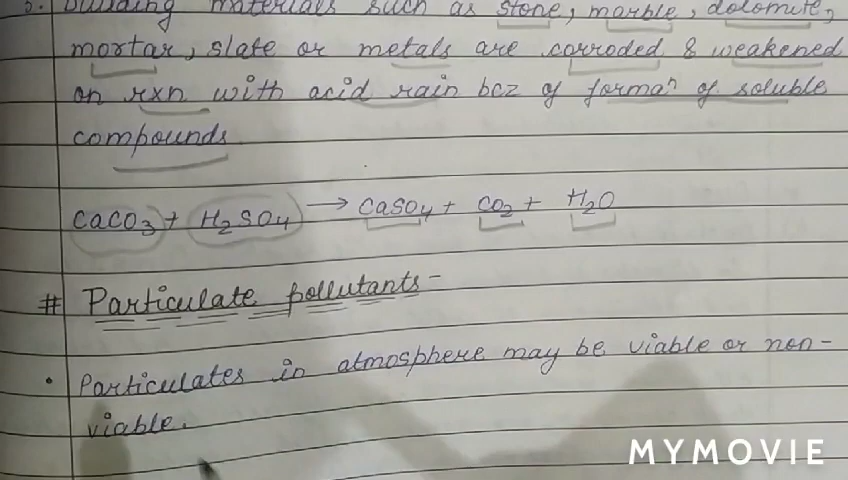 5. Building materials such as stone, marble, dolomite,
mortar, slate or metals are corroded & weakened
on rxn with acid rain bcz of formaⁿ of soluble
compounds.
CaCO3 + H2SO4 → CaSO4 + CO2 + H2O
# Particulate pollutants -
• Particulates in atmosphere may be viable or non-
viable.
MYMOVIE